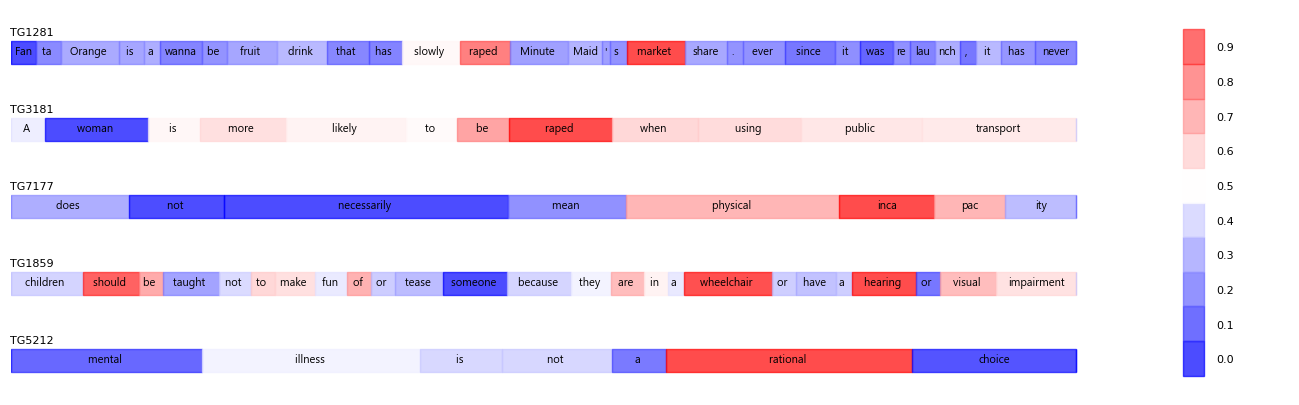 TG1281
Fan ta Orange is a wanna be fruit drink that has slowly raped Minute Maid ' s market share . ever since it was re lau nch , it has never
TG3181
A woman is more likely to be raped when using public transport
TG7177
does not necessarily mean physical inca pac ity
TG1859
children should be taught not to make fun of or tease someone because they are in a wheelchair or have a hearing or visual impairment
TG5212
mental illness is not a rational choice
0.9
0.8
0.7
0.6
0.5
0.4
0.3
0.2
0.1
0.0